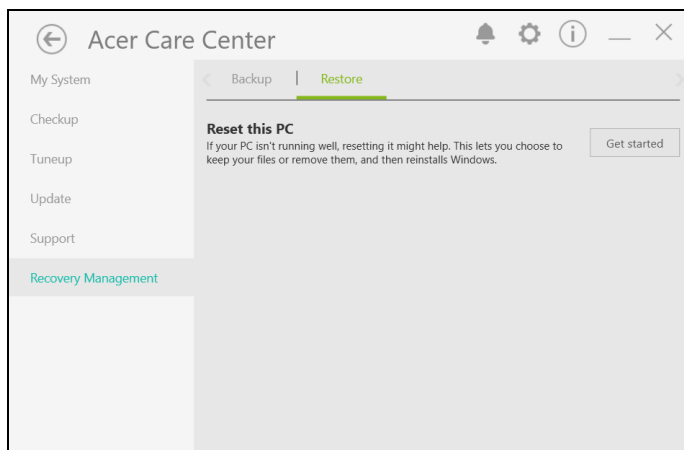 Acer Care Center
My System
Checkup
Tuneup
Update
Support
Recovery Management
Backup | Restore
Reset this PC
If your PC isn't running well, resetting it might help. This lets you choose to
keep your files or remove them, and then reinstalls Windows.
Get started